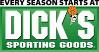 EVERY SEASON STARTS AT
DICK'S
SPORTING GOODS.